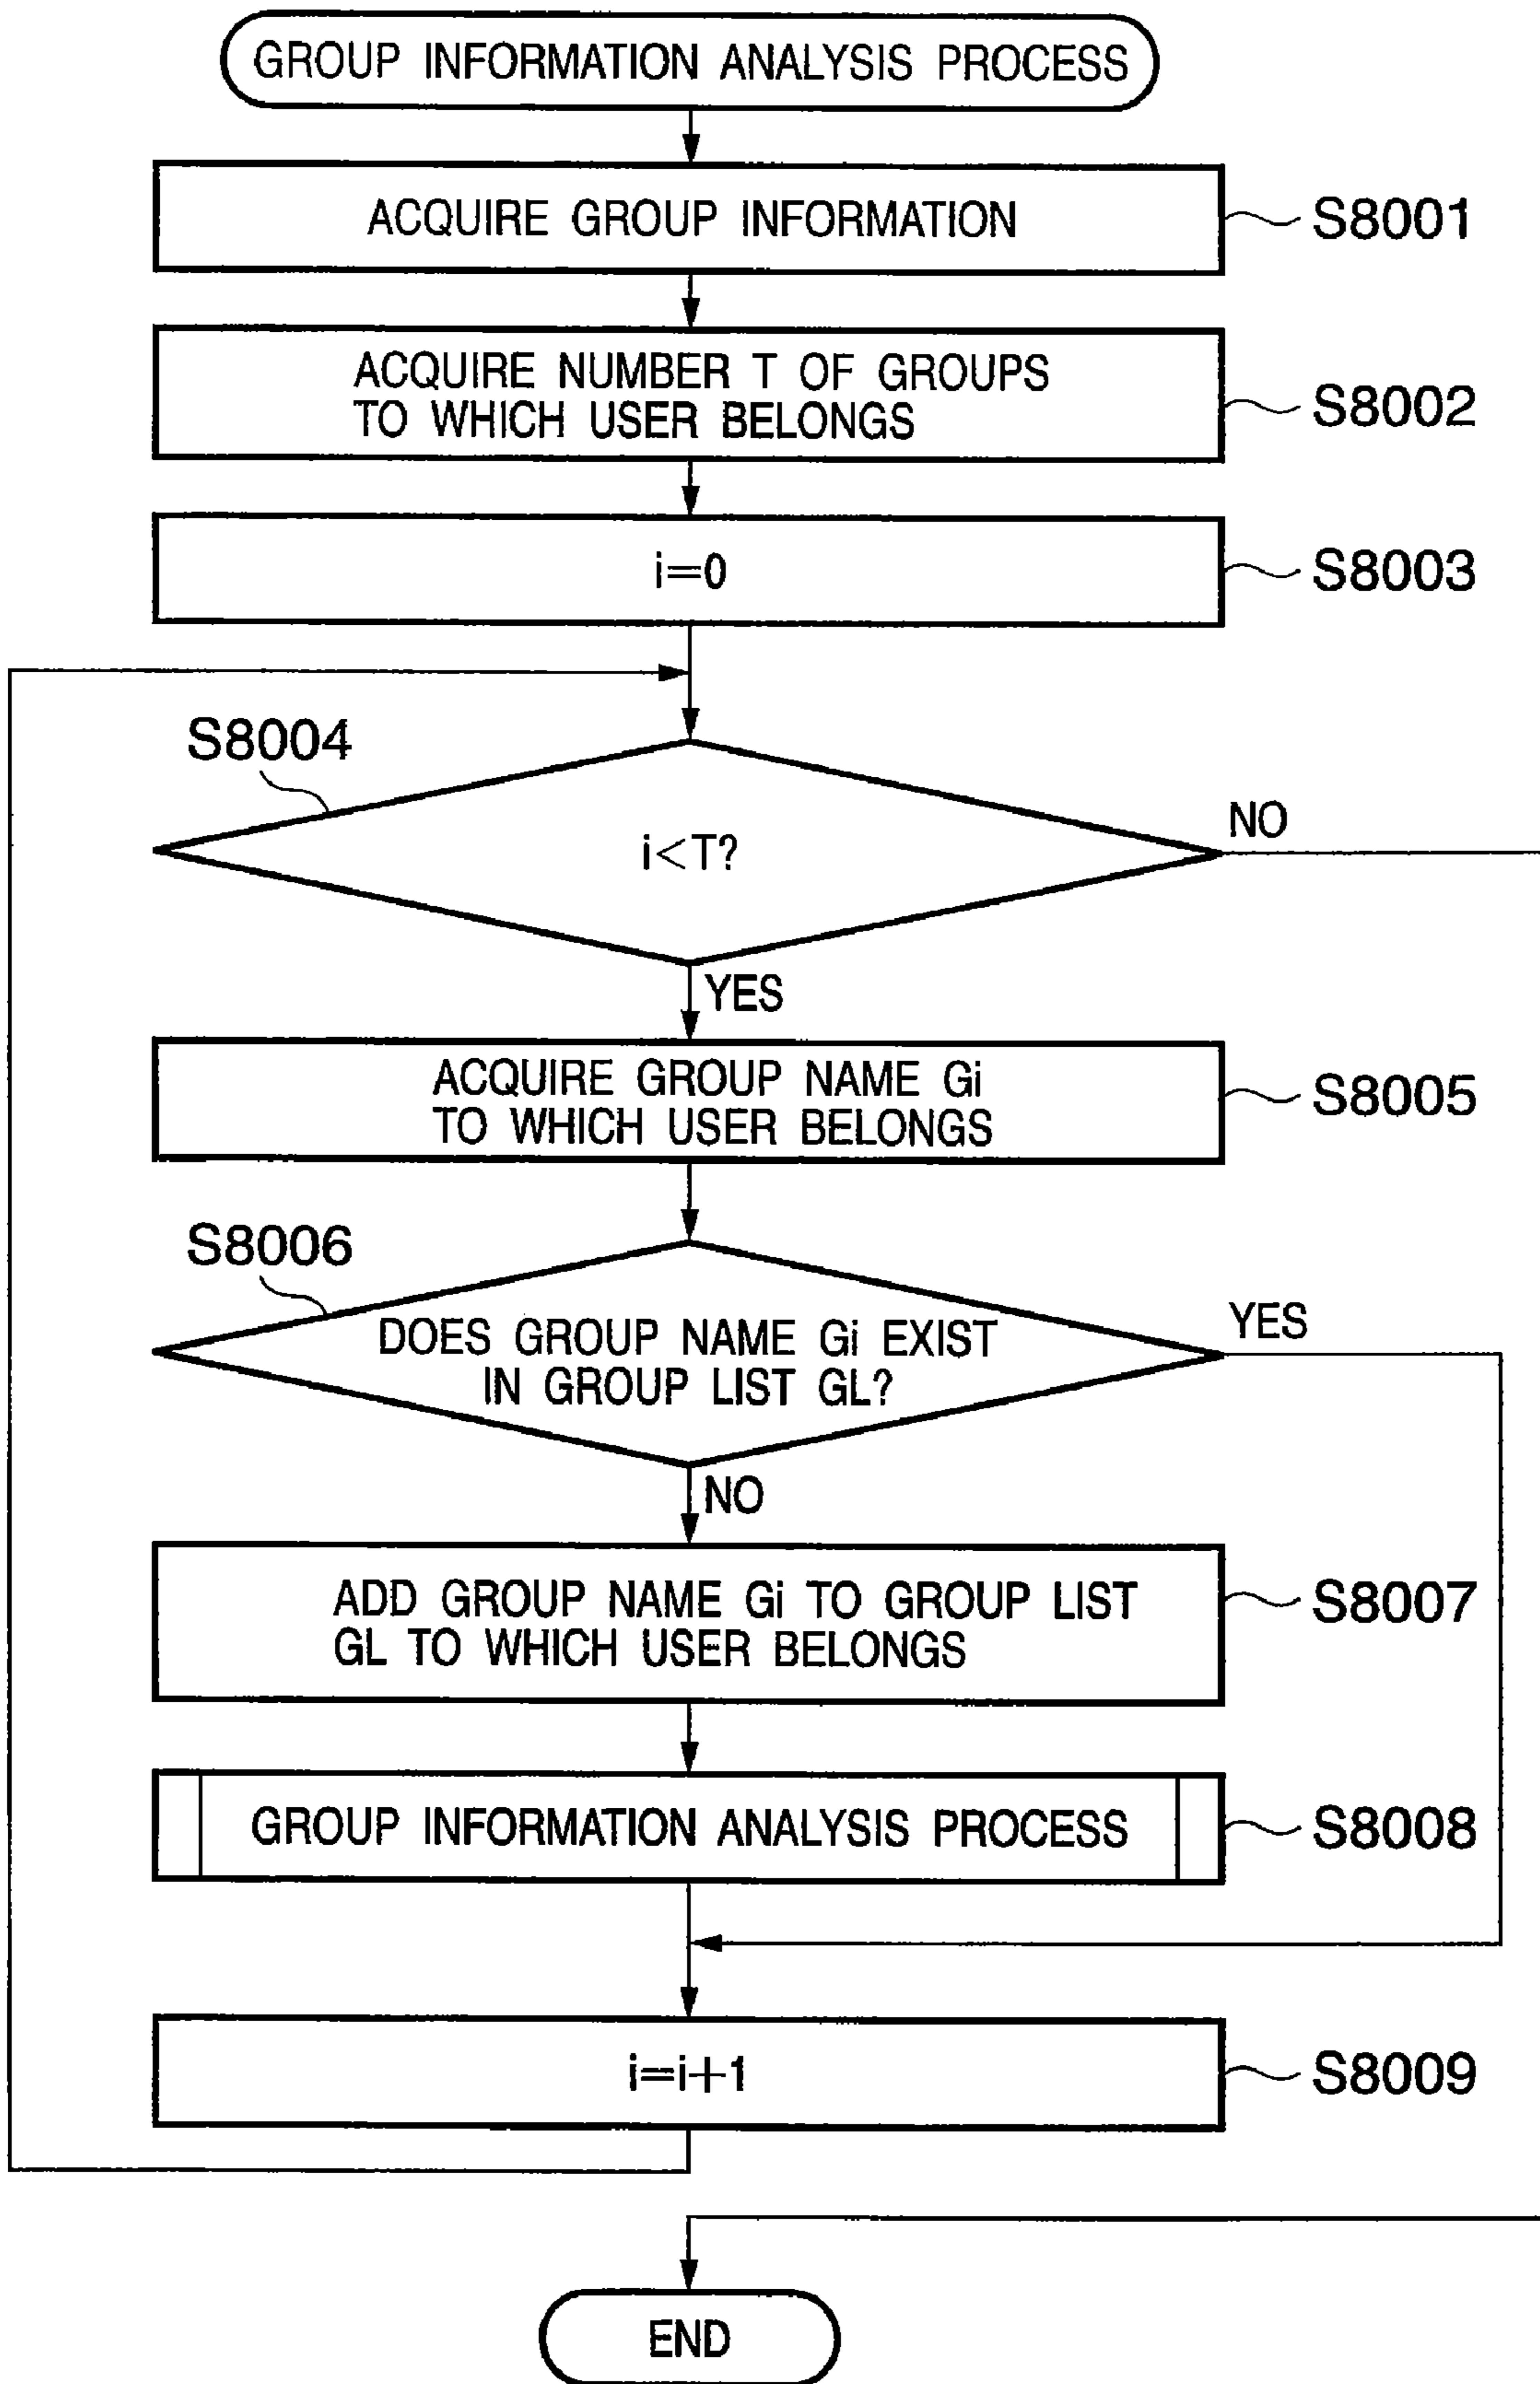 GROUP INFORMATION ANALYSIS PROCESS
ACQUIRE GROUP INFORMATION
S8001
ACQUIRE NUMBER T OF GROUPS
TO WHICH USER BELONGS
S8002
i=0
S8003
S8004
i<T?
NO
YES
ACQUIRE GROUP NAME Gi
TO WHICH USER BELONGS
S8005
S8006
DOES GROUP NAME Gi EXIST
IN GROUP LIST GL?
YES
NO
ADD GROUP NAME Gi TO GROUP LIST
GL TO WHICH USER BELONGS
S8007
GROUP INFORMATION ANALYSIS PROCESS
S8008
i=i+1
S8009
END